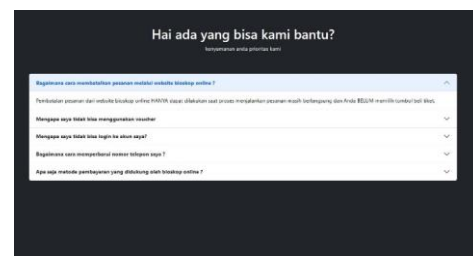 Hai ada yang bisa kami bantu?
kenyamanan anda prioritas kami
Bagaimana cara membatalkan pesanan melalui website bioskop online ?
Pembatalan pesanan dari website bioskop online HANYA dapat dilakukan saat proses menjalankan pesanan masih berlangsung dan Anda BELUM memilih tombol beli tiket.
Mengapa saya tidak bisa menggunakan voucher
Mengapa saya tidak bisa login ke akun saya?
Bagaimana cara memperbarui nomor telepon saya ?
Apa saja metode pembayaran yang didukung oleh bioskop online ?